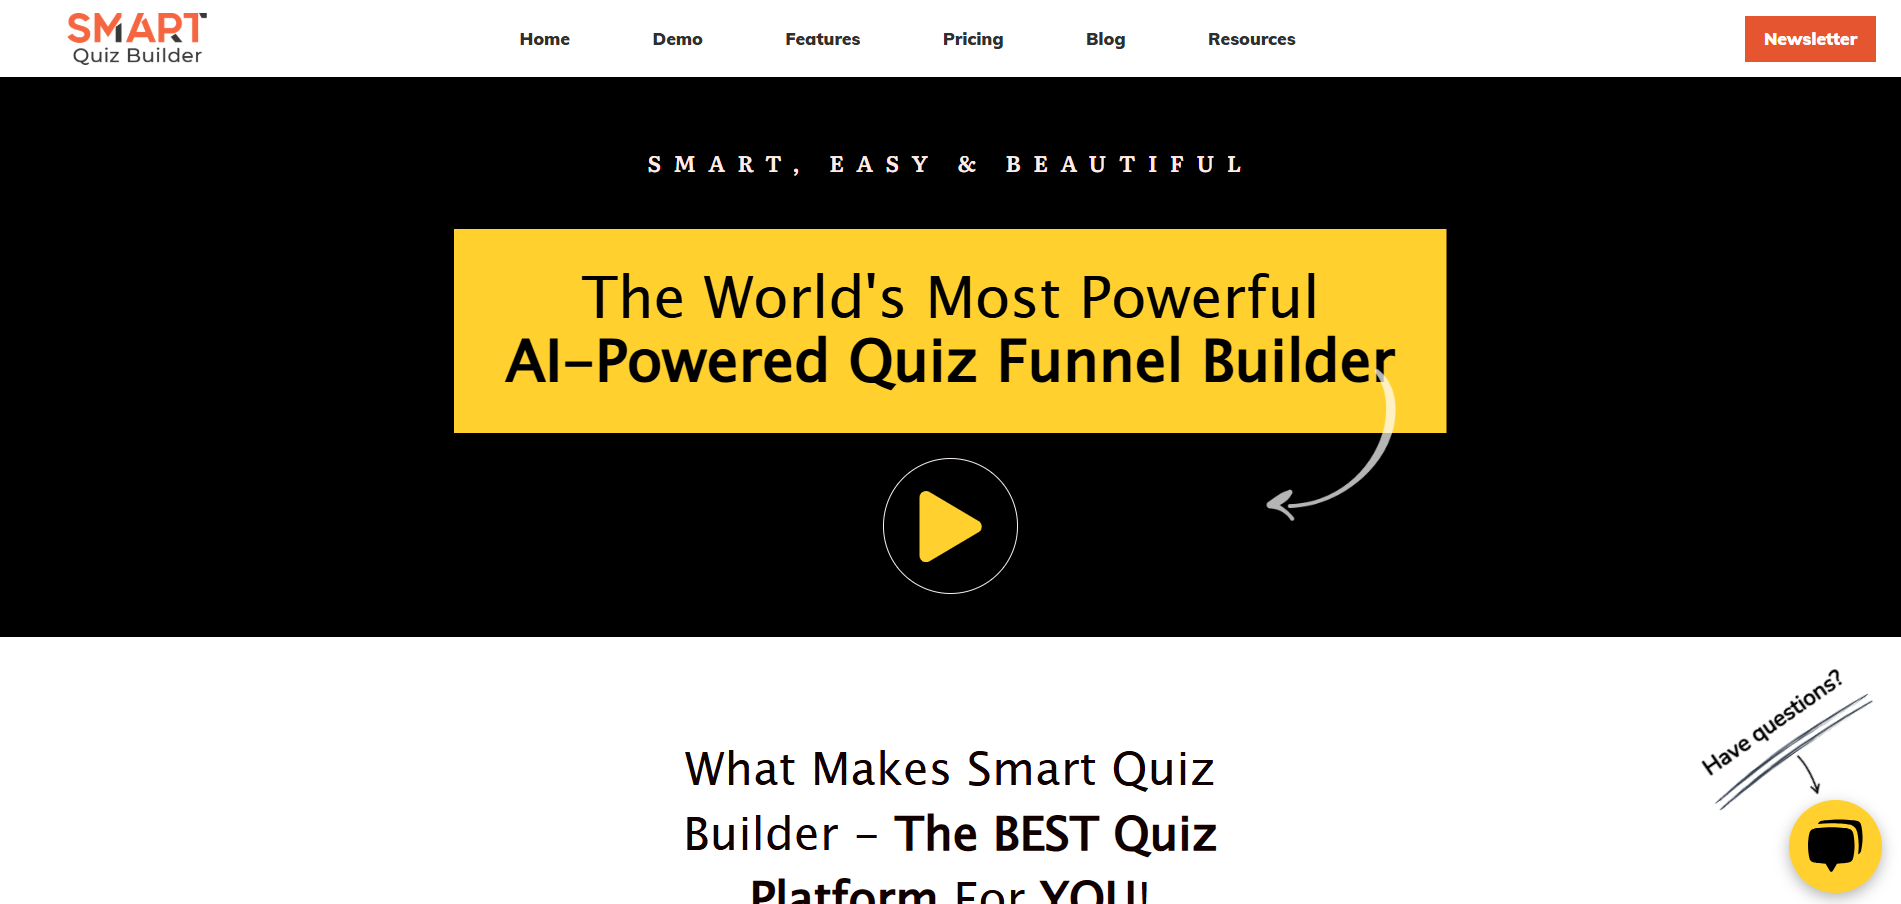 SMART
Quiz Builder
Home
Demo
Features
Pricing
Blog
Resources
Newsletter
SMART, EASY & BEAUTIFUL
The World's Most Powerful
AI-Powered Quiz Funnel Builder
Have questions?
What Makes Smart Quiz
Builder - The BEST Quiz
Platform For YOU!